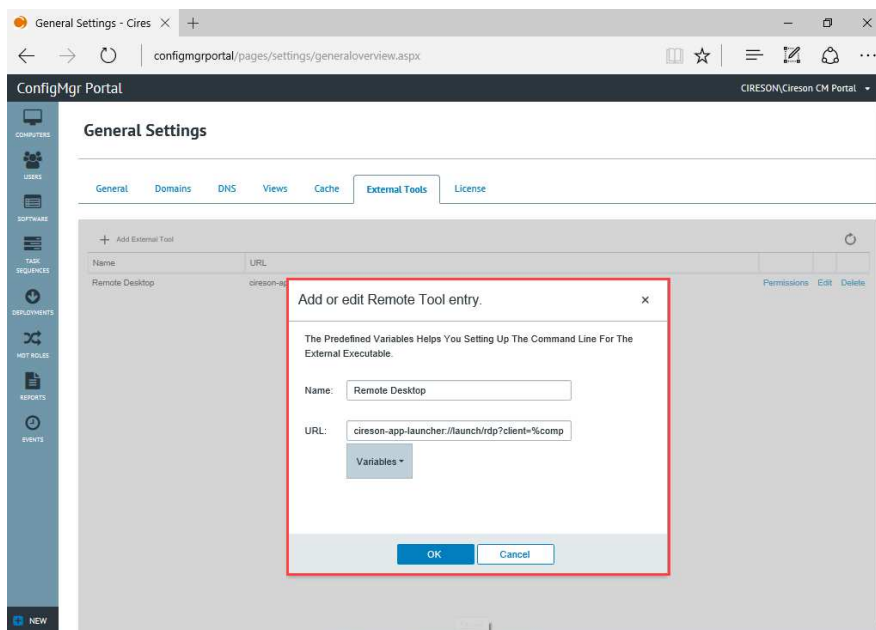 General Settings - Cires
configmgrportal/pages/settings/generaloverview.aspx
ConfigMgr Portal
CIRESON\Cireson CM Portal
COMPUTERS
USERS
SOFTWARE
TASK
SEQUENCES
DEPLOYMENTS
MDT ROLES
REPORTS
EVENTS
NEW
General Settings
General Domains DNS Views Cache External Tools License
Add External Tool
Name URL
Remote Desktop cireson-ap
Permissions Edit Delete
Add or edit Remote Tool entry.
The Predefined Variables Helps You Setting Up The Command Line For The
External Executable.
Name: Remote Desktop
URL: cireson-app-launcher://launch/rdp?client=%comp
Variables
OK Cancel